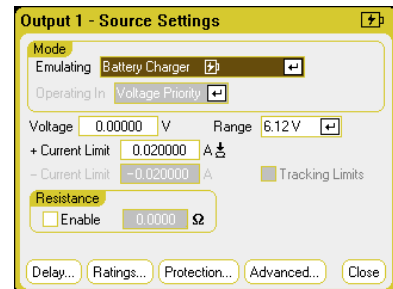 Output 1 - Source Settings
Mode
Emulating Battery Charger
Operating In Voltage Priority
Voltage 0.00000 V Range 6.12 V
+ Current Limit 0.020000 A
- Current Limit -0.020000 A Tracking Limits
Resistance
Enable 0.0000 Ω
Delay... Ratings... Protection... Advanced... Close